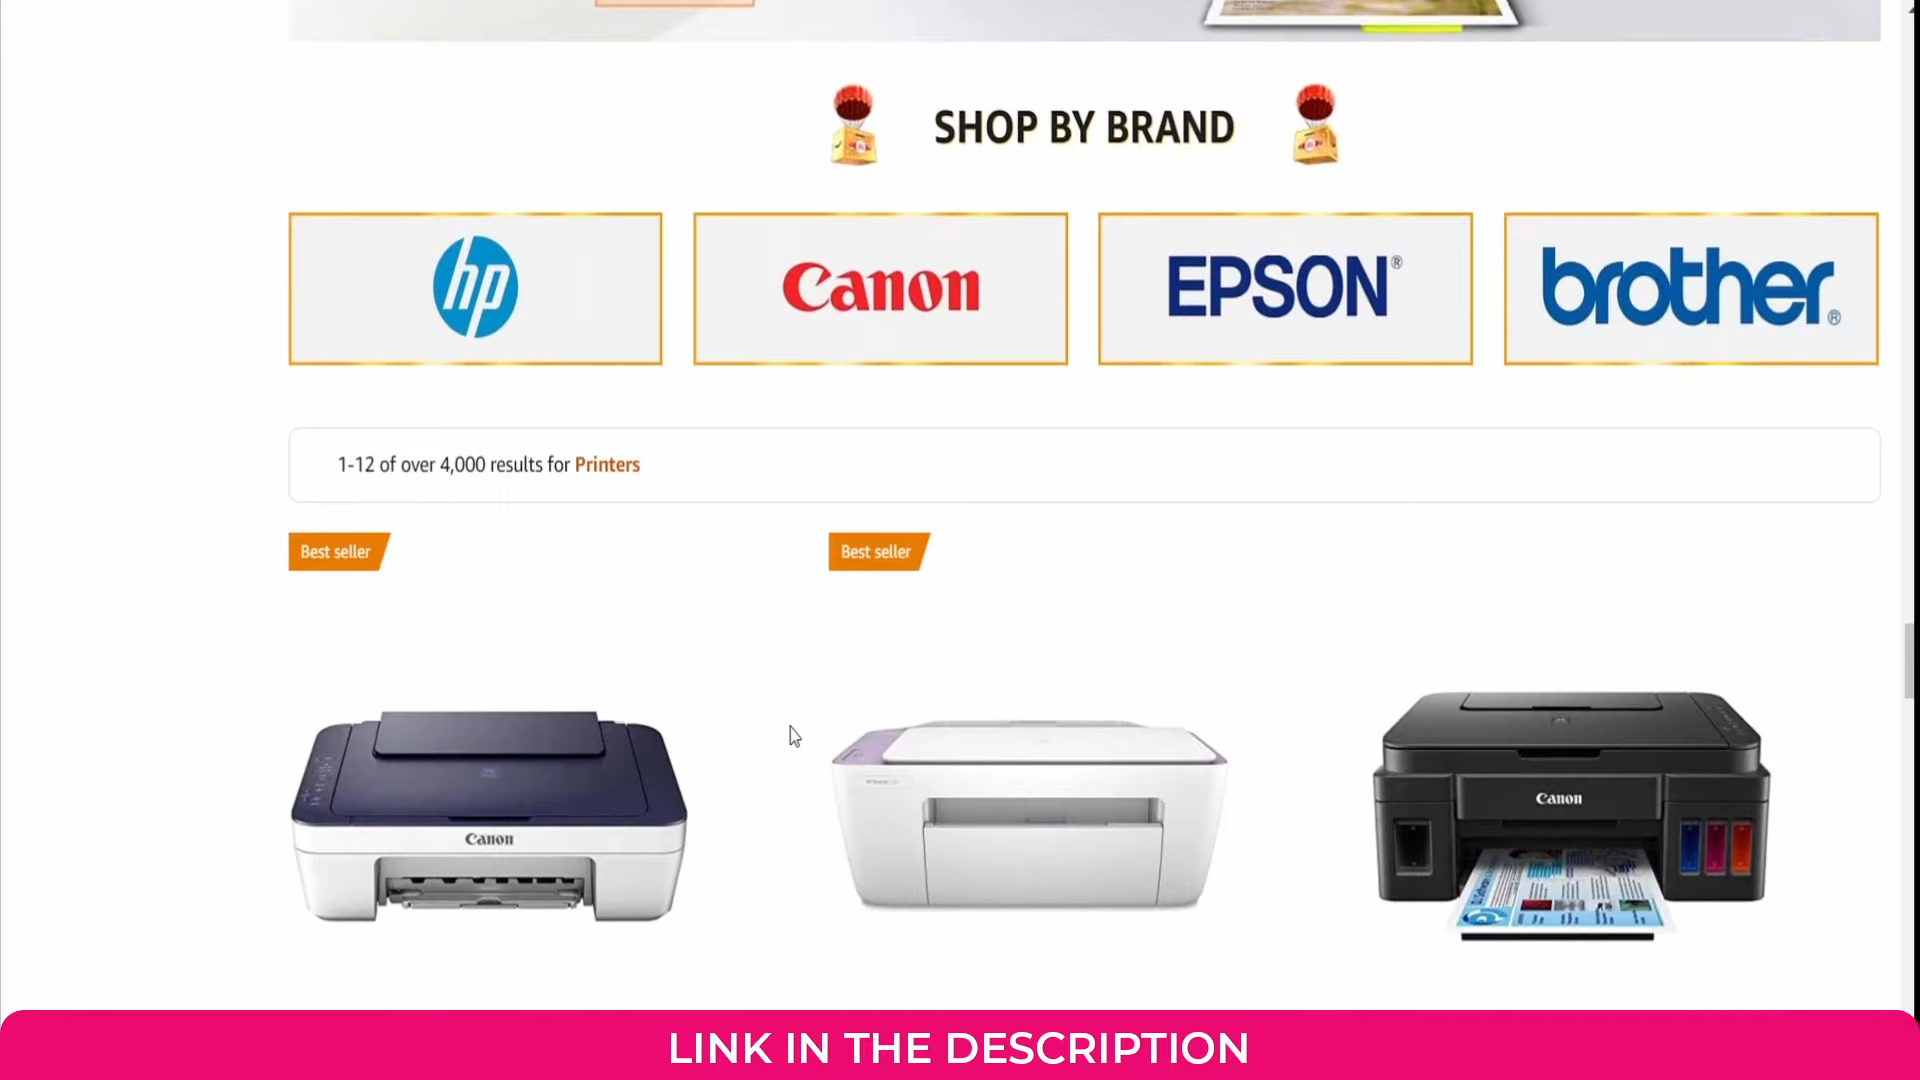 SHOP BY BRAND
hp
Canon
EPSON®
brother®
1-12 of over 4,000 results for Printers
Best seller
Best seller
Canon
Canon
LINK IN THE DESCRIPTION